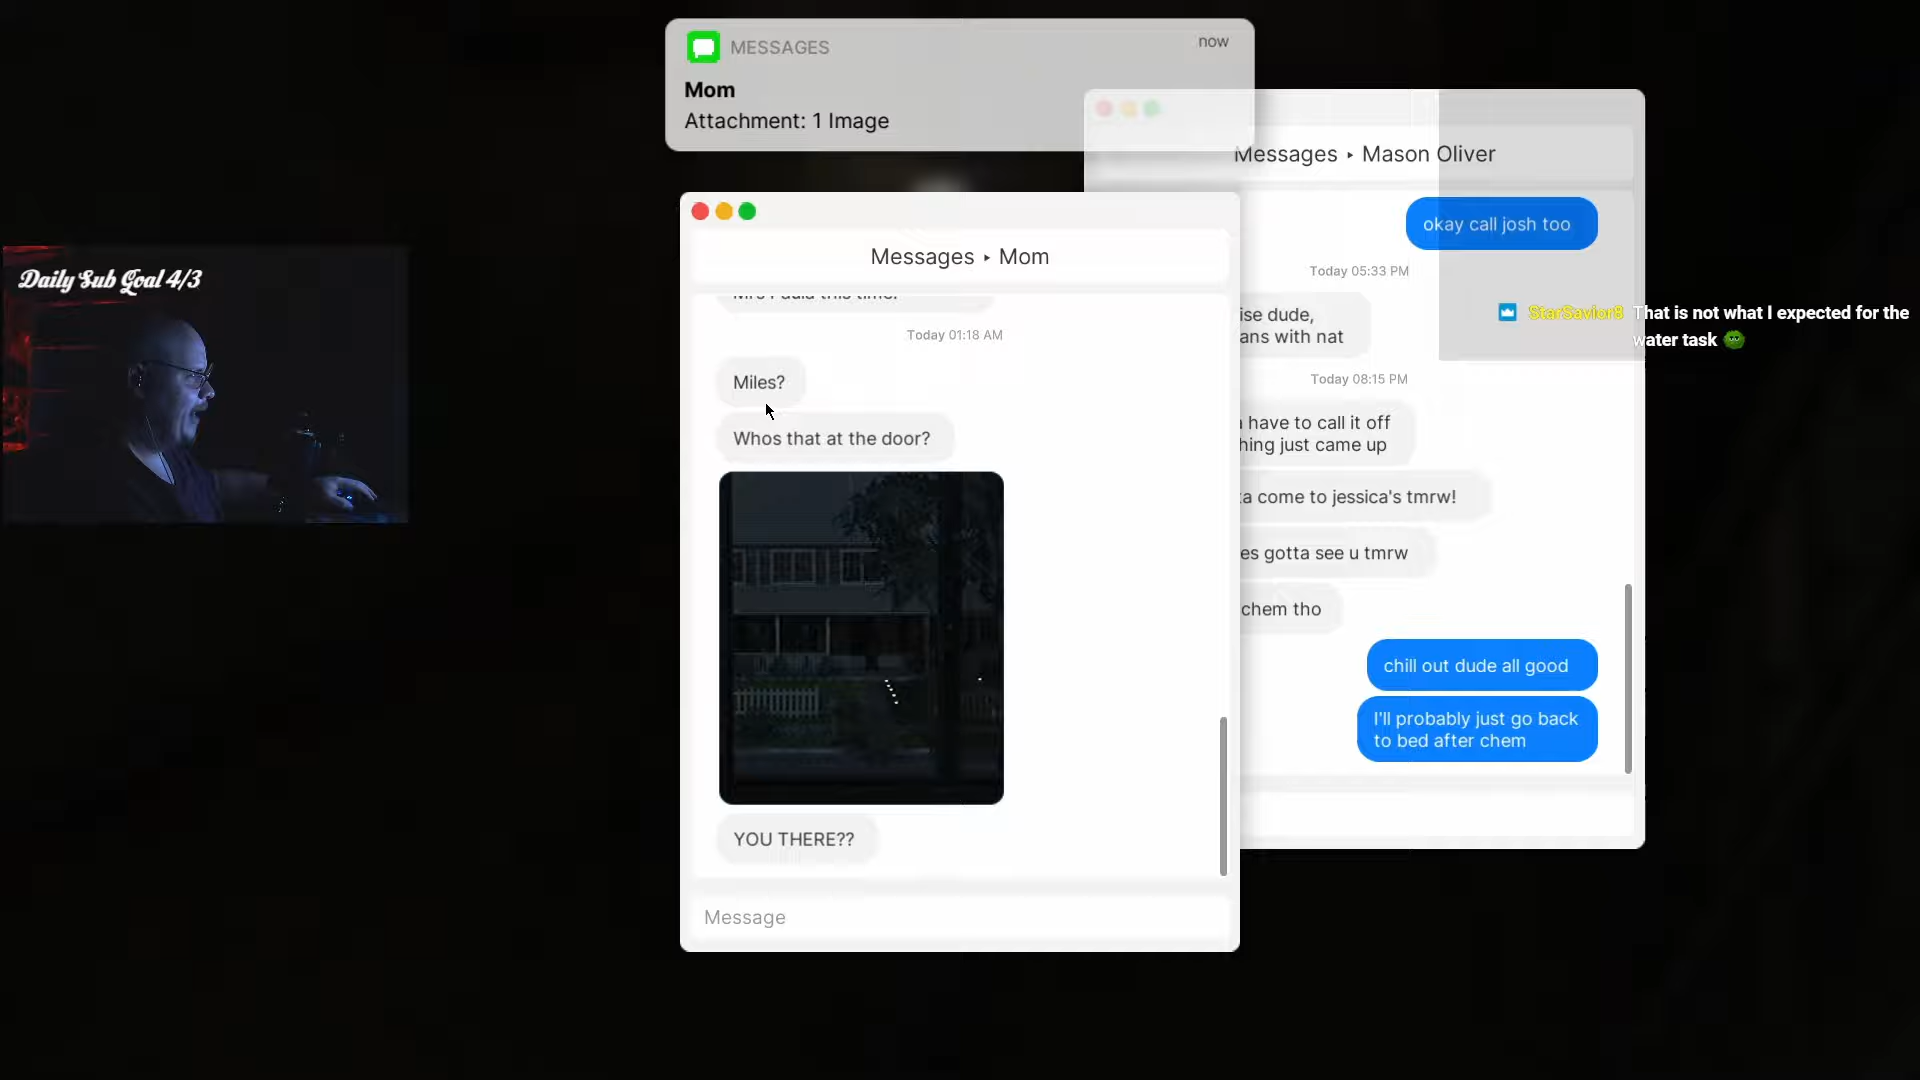 MESSAGES
now
Mom
Attachment: 1 Image
Messages ▸ Mason Oliver
okay call josh too
Today 05:33 PM
ise dude,
ans with nat
Today 08:15 PM
have to call it off
hing just came up
a come to jessica's tmrw!
es gotta see u tmrw
chem tho
chill out dude all good
I'll probably just go back
to bed after chem
Messages ▸ Mom
this time.
Today 01:18 AM
Miles?
Whos that at the door?
YOU THERE??
Message
Daily Sub Goal 4/3
StarSavior8 That is not what I expected for the
water task